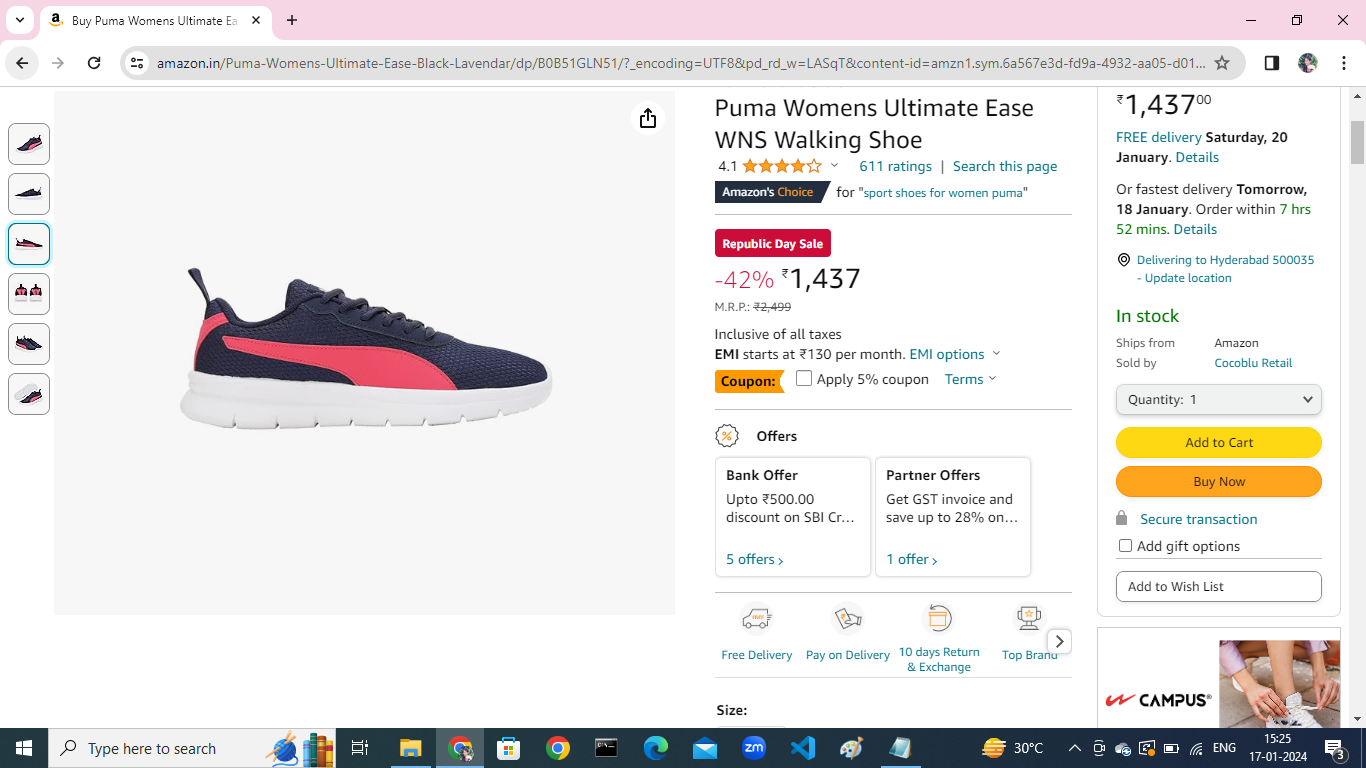 Buy Puma Womens Ultimate Ea
amazon.in/Puma-Womens-Ultimate-Ease-Black-Lavendar/dp/B0B51GLN51/?_encoding=UTF8&pd_rd_w=LASqT&content-id=amzn1.sym.6a567e3d-fd9a-4932-aa05-d01...
Puma Womens Ultimate Ease
WNS Walking Shoe
4.1
611 ratings | Search this page
Amazon's Choice for "sport shoes for women puma"
Republic Day Sale
-42% ₹1,437
M.R.P.: ₹2,499
Inclusive of all taxes
EMI starts at ₹130 per month. EMI options
Coupon: Apply 5% coupon Terms
Offers
Bank Offer
Upto ₹500.00
discount on SBI Cr...
5 offers ›
Partner Offers
Get GST invoice and
save up to 28% on...
1 offer ›
Free Delivery
Pay on Delivery
10 days Return
& Exchange
Top Brand
Size:
₹1,43700
FREE delivery Saturday, 20
January. Details
Or fastest delivery Tomorrow,
18 January. Order within 7 hrs
52 mins. Details
Delivering to Hyderabad 500035
- Update location
In stock
Ships from Amazon
Sold by Cocoblu Retail
Quantity: 1
Add to Cart
Buy Now
Secure transaction
Add gift options
Add to Wish List
CAMPUS
Type here to search
zm
30°C
ENG
15:25
17-01-2024
3